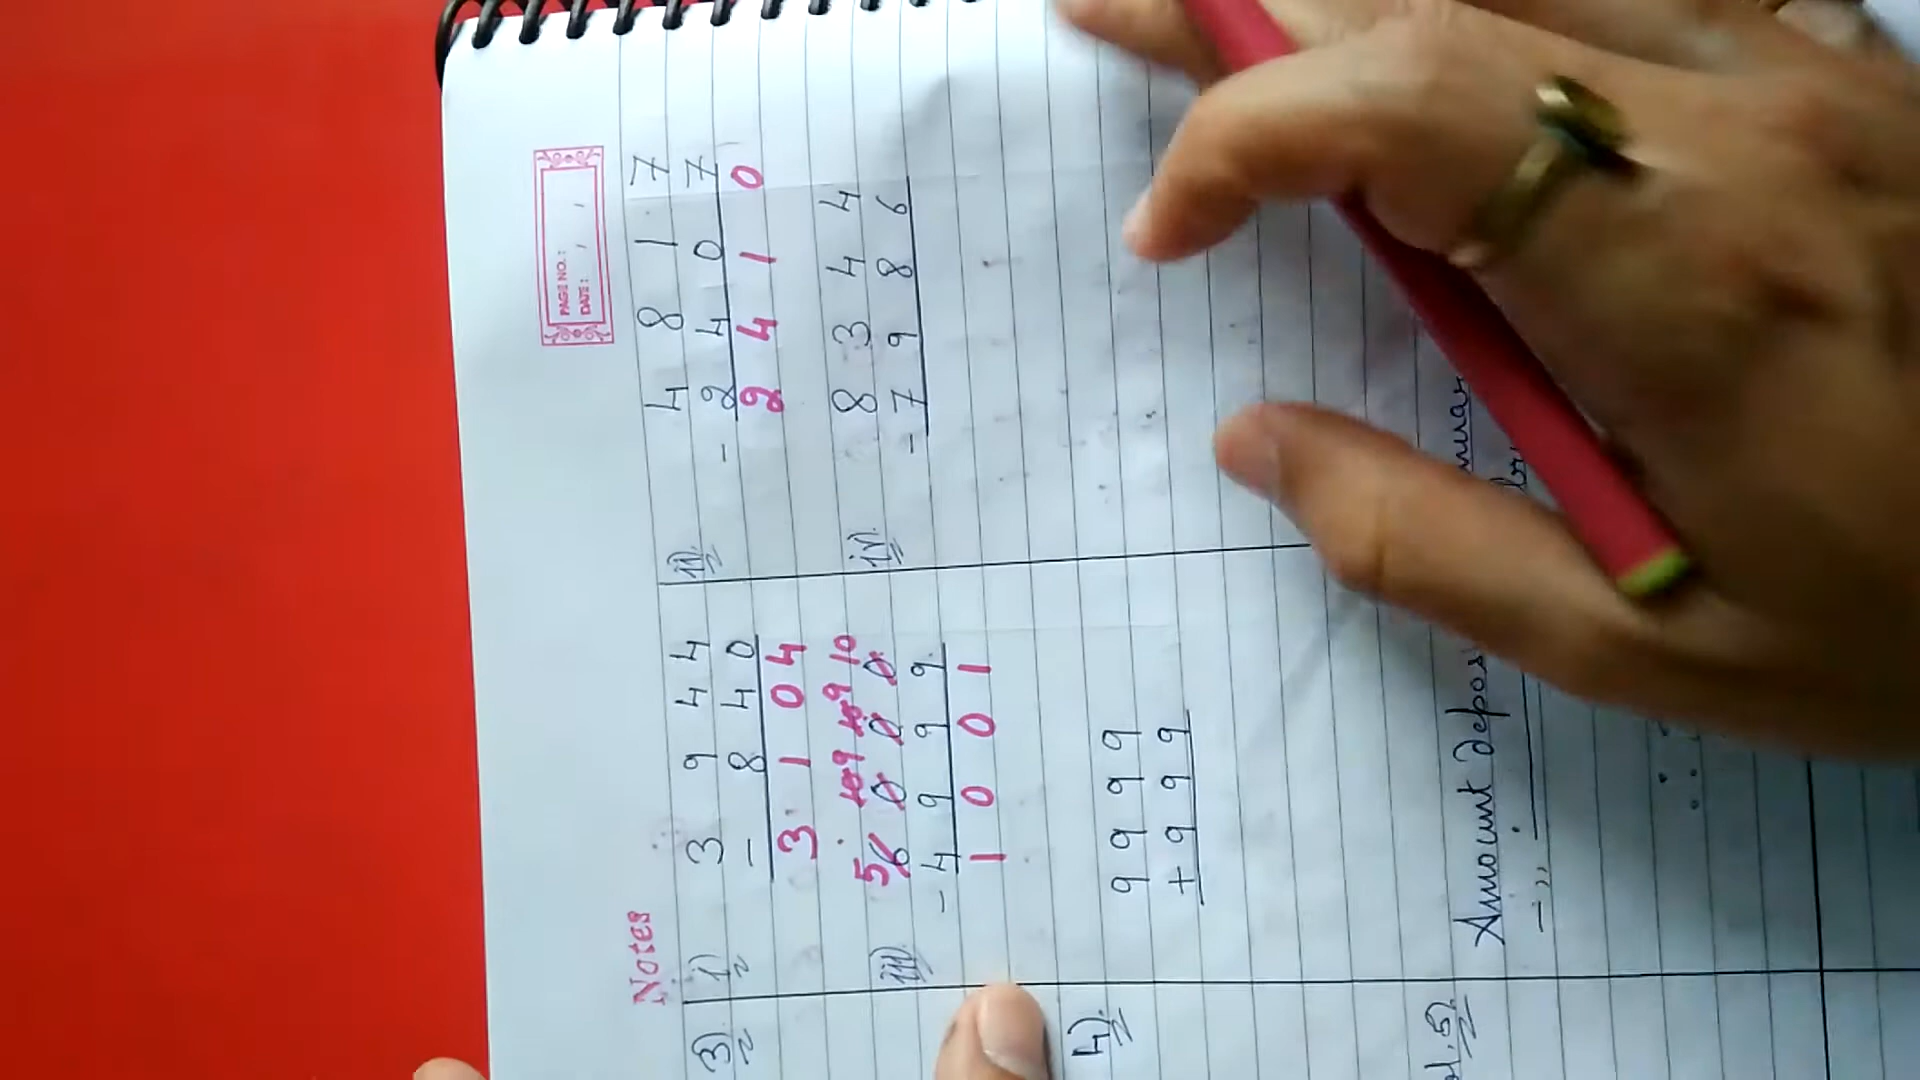 PAGE NO.:
DATE: / /
Notes
3) i) 3 9 4 4
- 8 4 0
3 1 0 4
ii) 4 8 1 7
- 2 4 0 7
2 4 1 0
5 10 9 10 9 10
iii) 6 0 0 0
- 4 9 9 9
1 0 0 1
iv) 8 3 4 4
- 7 9 8 6
4) 9 9 9 9
+ 9 9 9
5) Amount depos
- ,,